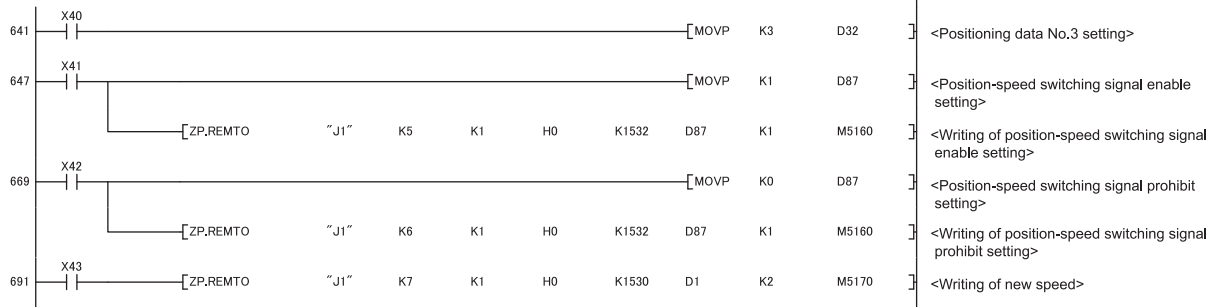 X40
641 MOVP K3 D32 <Positioning data No.3 setting>
X41
647 MOVP K1 D87 <Position-speed switching signal enable
setting>
ZP.REMTO "J1" K5 K1 H0 K1532 D87 K1 M5160 <Writing of position-speed switching signal
enable setting>
X42
669 MOVP K0 D87 <Position-speed switching signal prohibit
setting>
ZP.REMTO "J1" K6 K1 H0 K1532 D87 K1 M5160 <Writing of position-speed switching signal
prohibit setting>
X43
691 ZP.REMTO "J1" K7 K1 H0 K1530 D1 K2 M5170 <Writing of new speed>